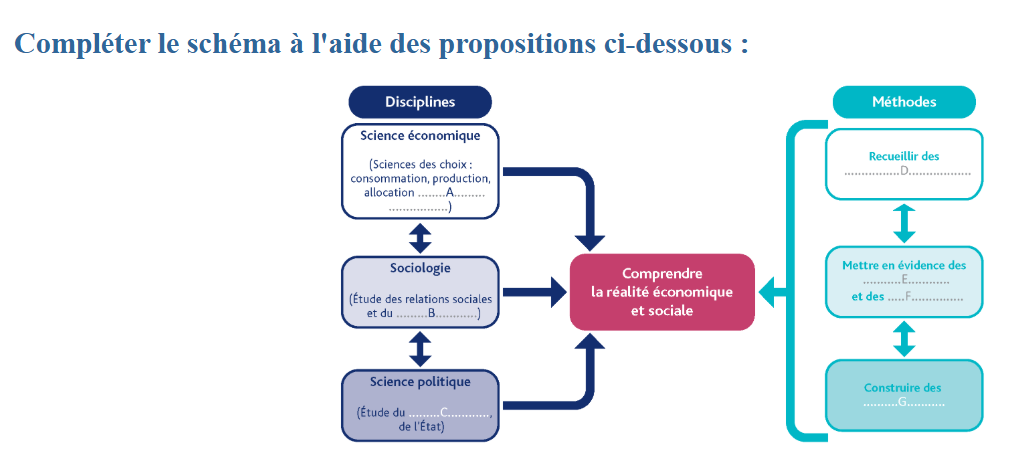 Compléter le schéma à l'aide des propositions ci-dessous :
Disciplines
Science économique
(Sciences des choix :
consommation, production,
allocation ........A.........
.................)
Sociologie
(Étude des relations sociales
et du .........B............)
Science politique
(Étude du .........C............,
de l'État)
Comprendre
la réalité économique
et sociale
Méthodes
Recueillir des
................D..................
Mettre en évidence des
...........E............
et des .....F...............
Construire des
..........G...........